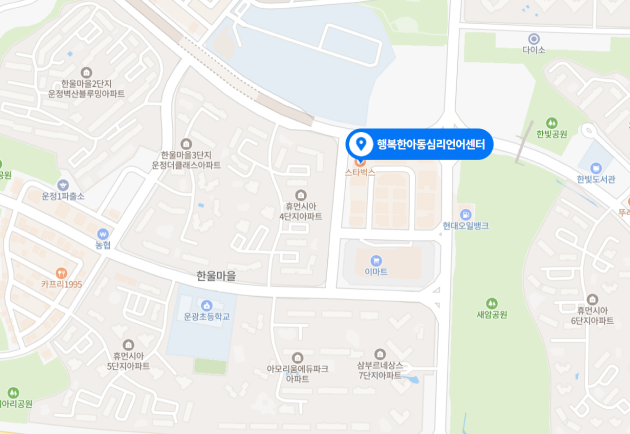 다이소
한울마을2단지
운정벽산블루밍아파트
한빛공원
행복한아동심리언어센터
한울마을3단지
운정더클래스아파트
스타벅스
한빛도서관
운정1파출소
휴먼시아
4단지아파트
현대오일뱅크
농협
이마트
한울마을
카프리1995
운광초등학교
새암공원
휴먼시아
6단지아파트
휴먼시아
5단지아파트
아모리움에듀파크
아파트
삼부르네상스
7단지아파트
아리공원